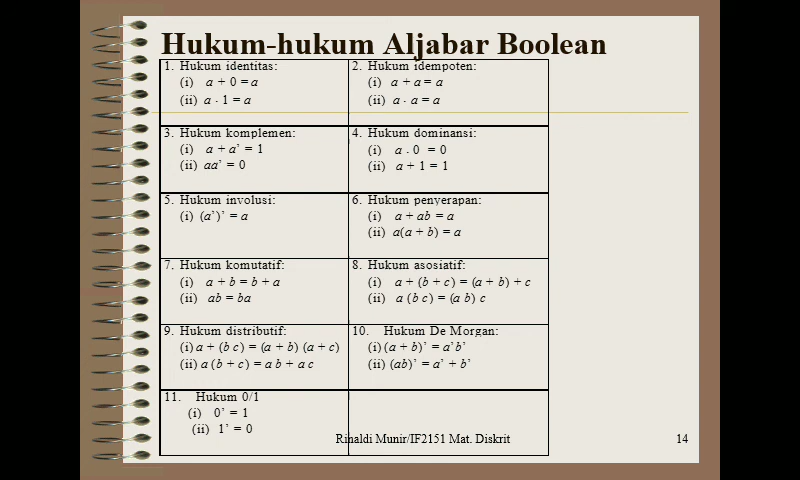 Hukum-hukum Aljabar Boolean
1. Hukum identitas:
(i) a + 0 = a
(ii) a · 1 = a
2. Hukum idempoten:
(i) a + a = a
(ii) a · a = a
3. Hukum komplemen:
(i) a + a’ = 1
(ii) aa’ = 0
4. Hukum dominansi:
(i) a · 0 = 0
(ii) a + 1 = 1
5. Hukum involusi:
(i) (a’)’ = a
6. Hukum penyerapan:
(i) a + ab = a
(ii) a(a + b) = a
7. Hukum komutatif:
(i) a + b = b + a
(ii) ab = ba
8. Hukum asosiatif:
(i) a + (b + c) = (a + b) + c
(ii) a (b c) = (a b) c
9. Hukum distributif:
(i) a + (b c) = (a + b) (a + c)
(ii) a (b + c) = a b + a c
10. Hukum De Morgan:
(i) (a + b)’ = a’b’
(ii) (ab)’ = a’ + b’
11. Hukum 0/1
(i) 0’ = 1
(ii) 1’ = 0
Rinaldi Munir/IF2151 Mat. Diskrit
14